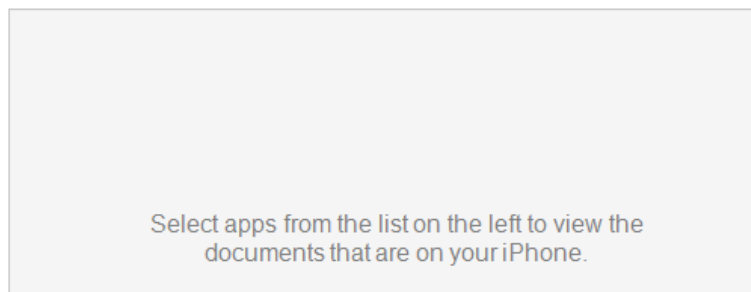 Select apps from the list on the left to view the
documents that are on your iPhone.